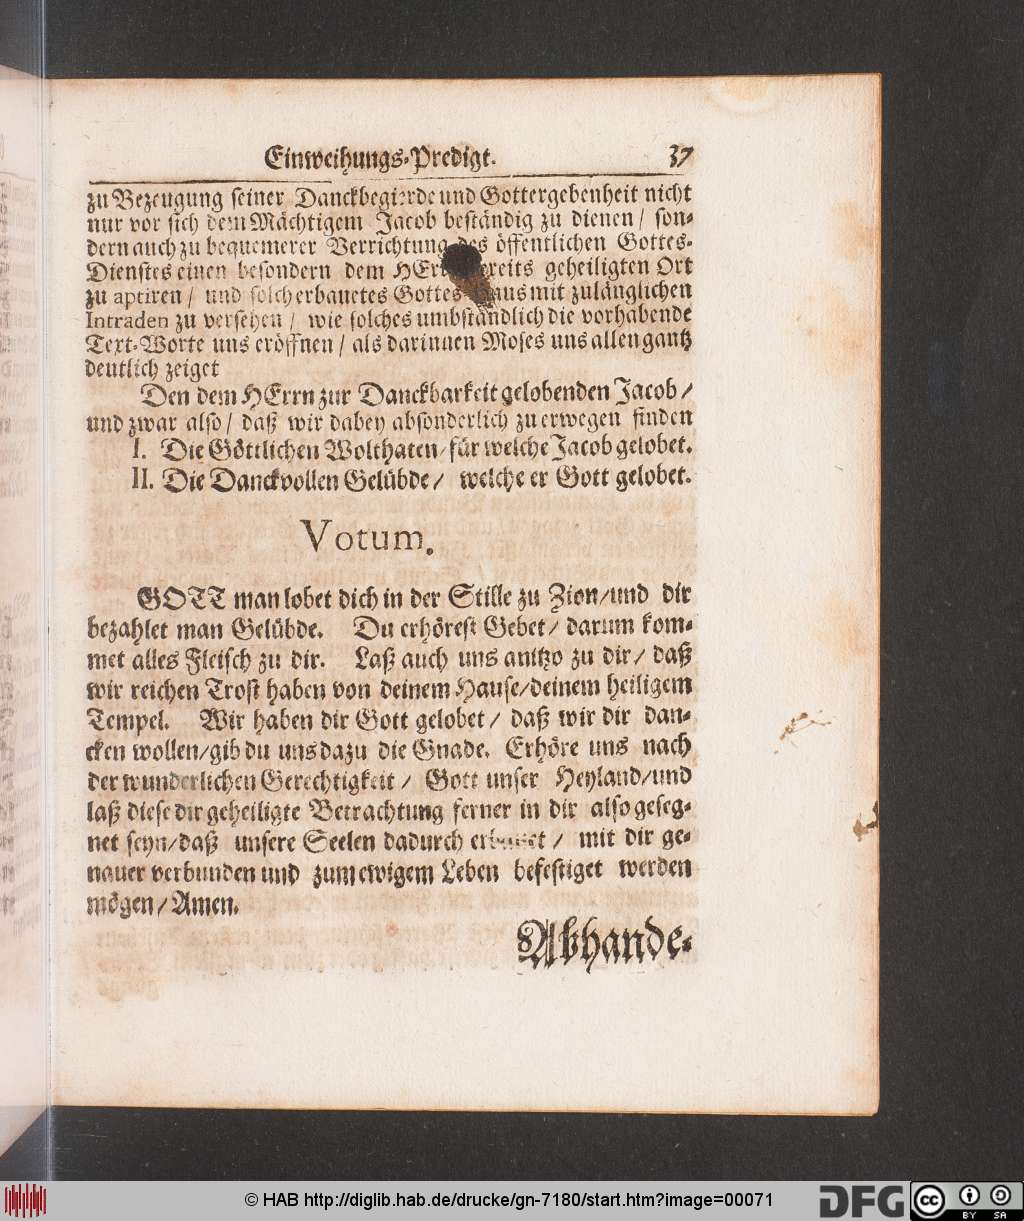 Einweihungs-Predigt. 37
zu Bezeugung seiner Danckbegierde und Gottergebenheit nicht
nur vor sich dem Mächtigem Jacob beständig zu dienen / son-
dern auch zu bequemerer Verrichtung des öffentlichen Gottes-
Dienstes einen besondern dem HErrn bereits geheiligten Ort
zu aptiren / und solch erbauetes Gottes-Haus mit zulänglichen
Intraden zu versehen / wie solches umbständlich die vorhabende
Text-Worte uns eröffnen / als darinnen Moses uns allen gantz
deutlich zeiget
Den dem HErrn zur Danckbarkeit gelobenden Jacob /
und zwar also / daß wir dabey absonderlich zu erwegen finden
I. Die Göttlichen Wolthaten / für welche Jacob gelobet.
II. Die Danckvollen Gelübde / welche er Gott gelobet.
Votum.
GOTT man lobet dich in der Stille zu Zion / und dir
bezahlet man Gelübde. Du erhörest Gebet / darum kom-
met alles Fleisch zu dir. Laß auch uns anitzo zu dir / daß
wir reichen Trost haben von deinem Hause / deinem heiligem
Tempel. Wir haben dir Gott gelobet / daß wir dir dan-
cken wollen / gib du uns dazu die Gnade. Erhöre uns nach
der wunderlichen Gerechtigkeit / Gott unser Heyland / und
laß diese dir geheiligte Betrachtung ferner in dir also geseg-
net seyn / daß unsere Seelen dadurch erbauet / mit dir ge-
nauer verbunden und zum ewigem Leben befestiget werden
mögen / Amen.
Abhande-
© HAB http://diglib.hab.de/drucke/gn-7180/start.htm?image=00071
DFG
cc BY SA